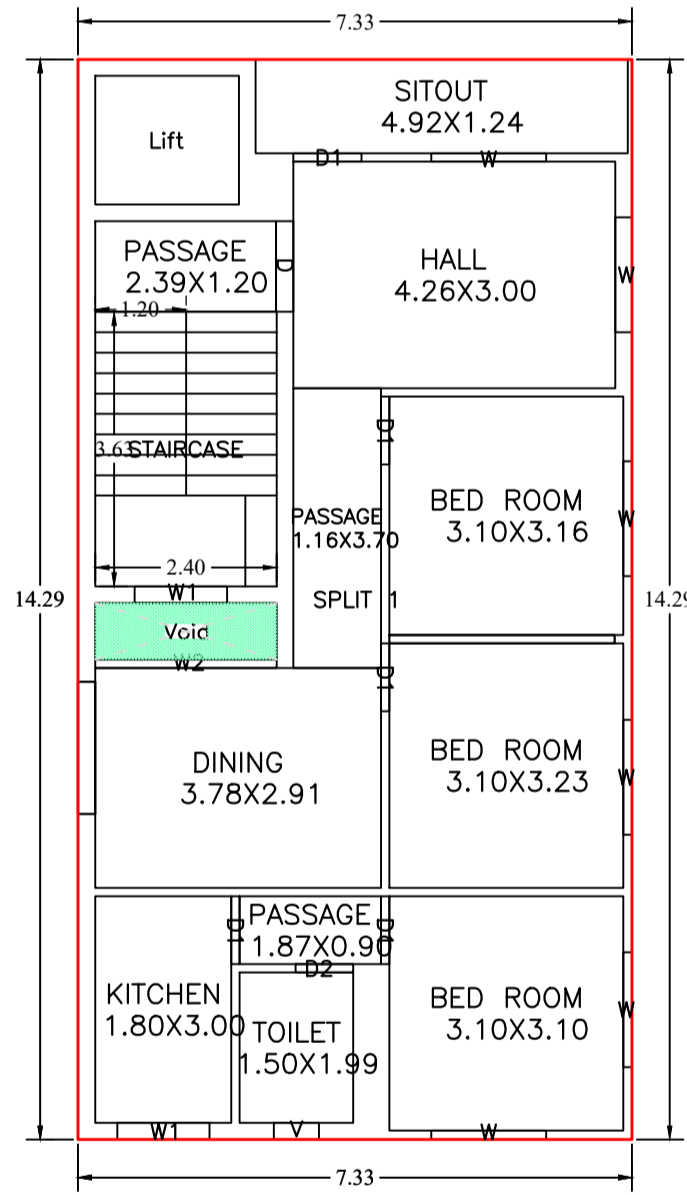 7.33
SITOUT
4.92X1.24
Lift
D1
W
PASSAGE
2.39X1.20
D
HALL
4.26X3.00
W
1.20
3.63
STAIRCASE
D1
BED ROOM
3.10X3.16
W
PASSAGE
1.16X3.70
2.40
W1
SPLIT 1
14.29
14.29
Void
W2
D1
DINING
3.78X2.91
BED ROOM
3.10X3.23
W
D1
PASSAGE
1.87X0.90
D1
D2
KITCHEN
1.80X3.00
TOILET
1.50X1.99
BED ROOM
3.10X3.10
W
W1
V
W
7.33